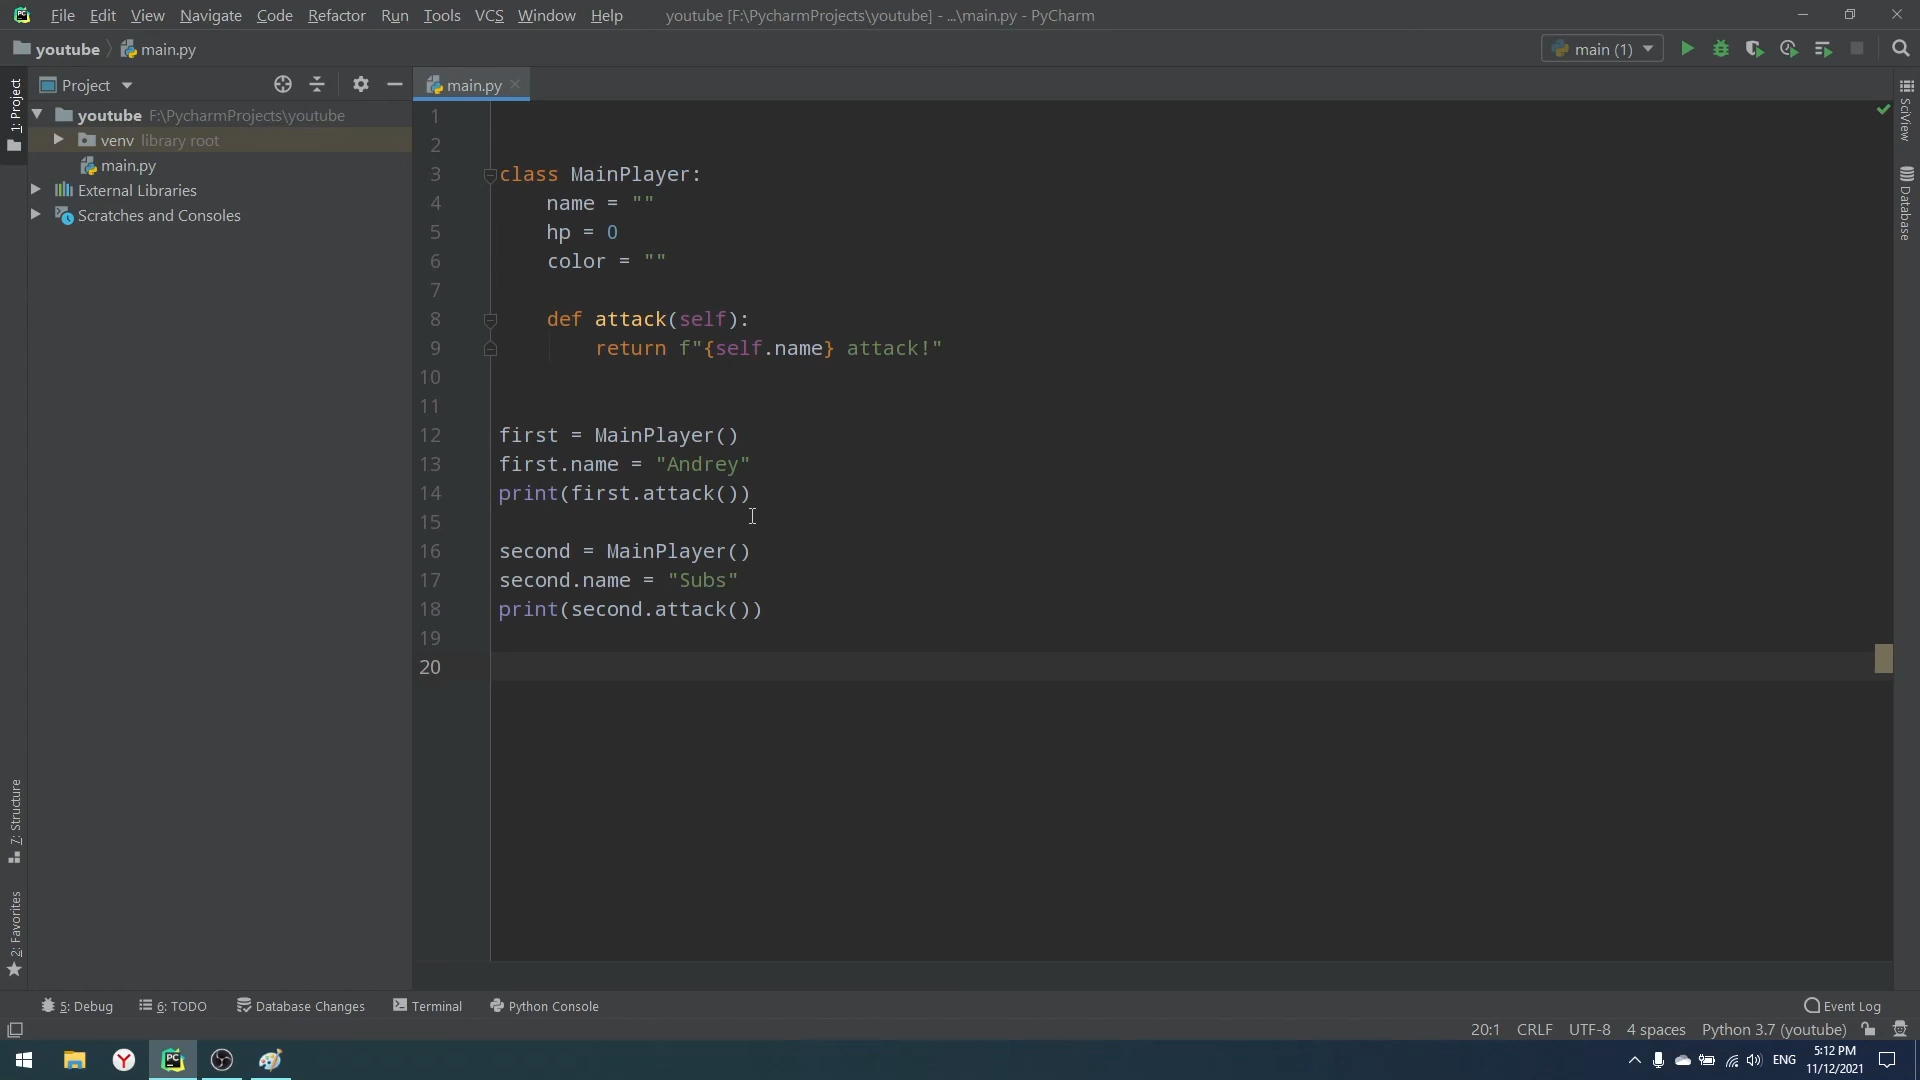 File Edit View Navigate Code Refactor Run Tools VCS Window Help youtube [F:\PycharmProjects\youtube] - ...\main.py - PyCharm
youtube main.py main (1)
1: Project
Project
main.py
youtube F:\PycharmProjects\youtube
venv library root
main.py
External Libraries
Scratches and Consoles
1
2
3 class MainPlayer:
4 name = ""
5 hp = 0
6 color = ""
7
8 def attack(self):
9 return f"{self.name} attack!"
10
11
12 first = MainPlayer()
13 first.name = "Andrey"
14 print(first.attack())
15
16 second = MainPlayer()
17 second.name = "Subs"
18 print(second.attack())
19
20
SciView
Database
7: Structure
2: Favorites
5: Debug 6: TODO Database Changes Terminal Python Console Event Log
20:1 CRLF UTF-8 4 spaces Python 3.7 (youtube)
PC
ENG
5:12 PM
11/12/2021